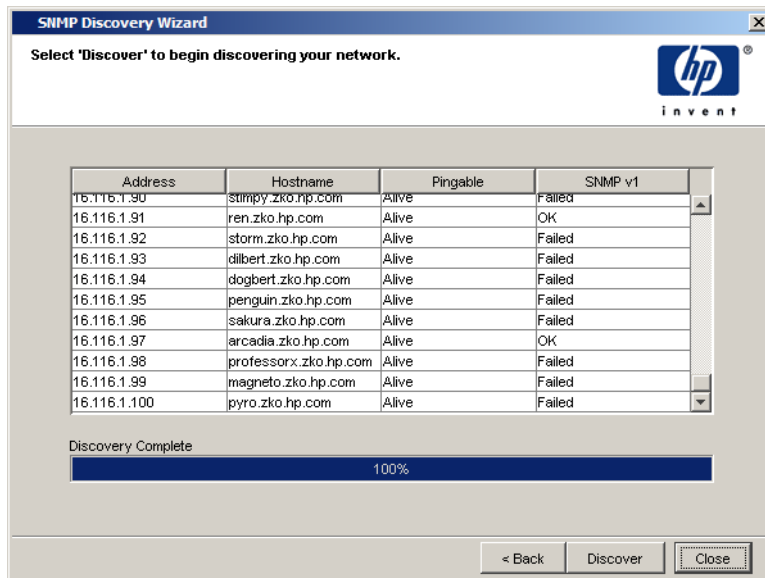 SNMP Discovery Wizard
Select 'Discover' to begin discovering your network.
hp ®
invent
Address Hostname Pingable SNMP v1
16.116.1.90 stimpy.zko.hp.com Alive Failed
16.116.1.91 ren.zko.hp.com Alive OK
16.116.1.92 storm.zko.hp.com Alive Failed
16.116.1.93 dilbert.zko.hp.com Alive Failed
16.116.1.94 dogbert.zko.hp.com Alive Failed
16.116.1.95 penguin.zko.hp.com Alive Failed
16.116.1.96 sakura.zko.hp.com Alive Failed
16.116.1.97 arcadia.zko.hp.com Alive OK
16.116.1.98 professorx.zko.hp.com Alive Failed
16.116.1.99 magneto.zko.hp.com Alive Failed
16.116.1.100 pyro.zko.hp.com Alive Failed
Discovery Complete
100%
< Back Discover Close